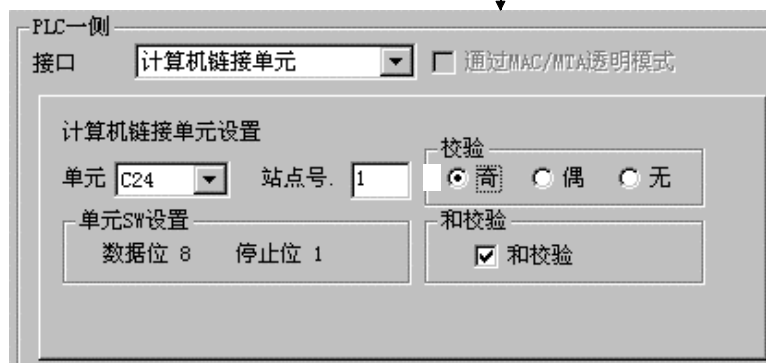 PLC一侧
接口 计算机链接单元 通过MAC/MTA透明模式
计算机链接单元设置
校验
单元 C24 站点号. 1 奇 偶 无
单元SW设置 和校验
数据位 8 停止位 1 和校验